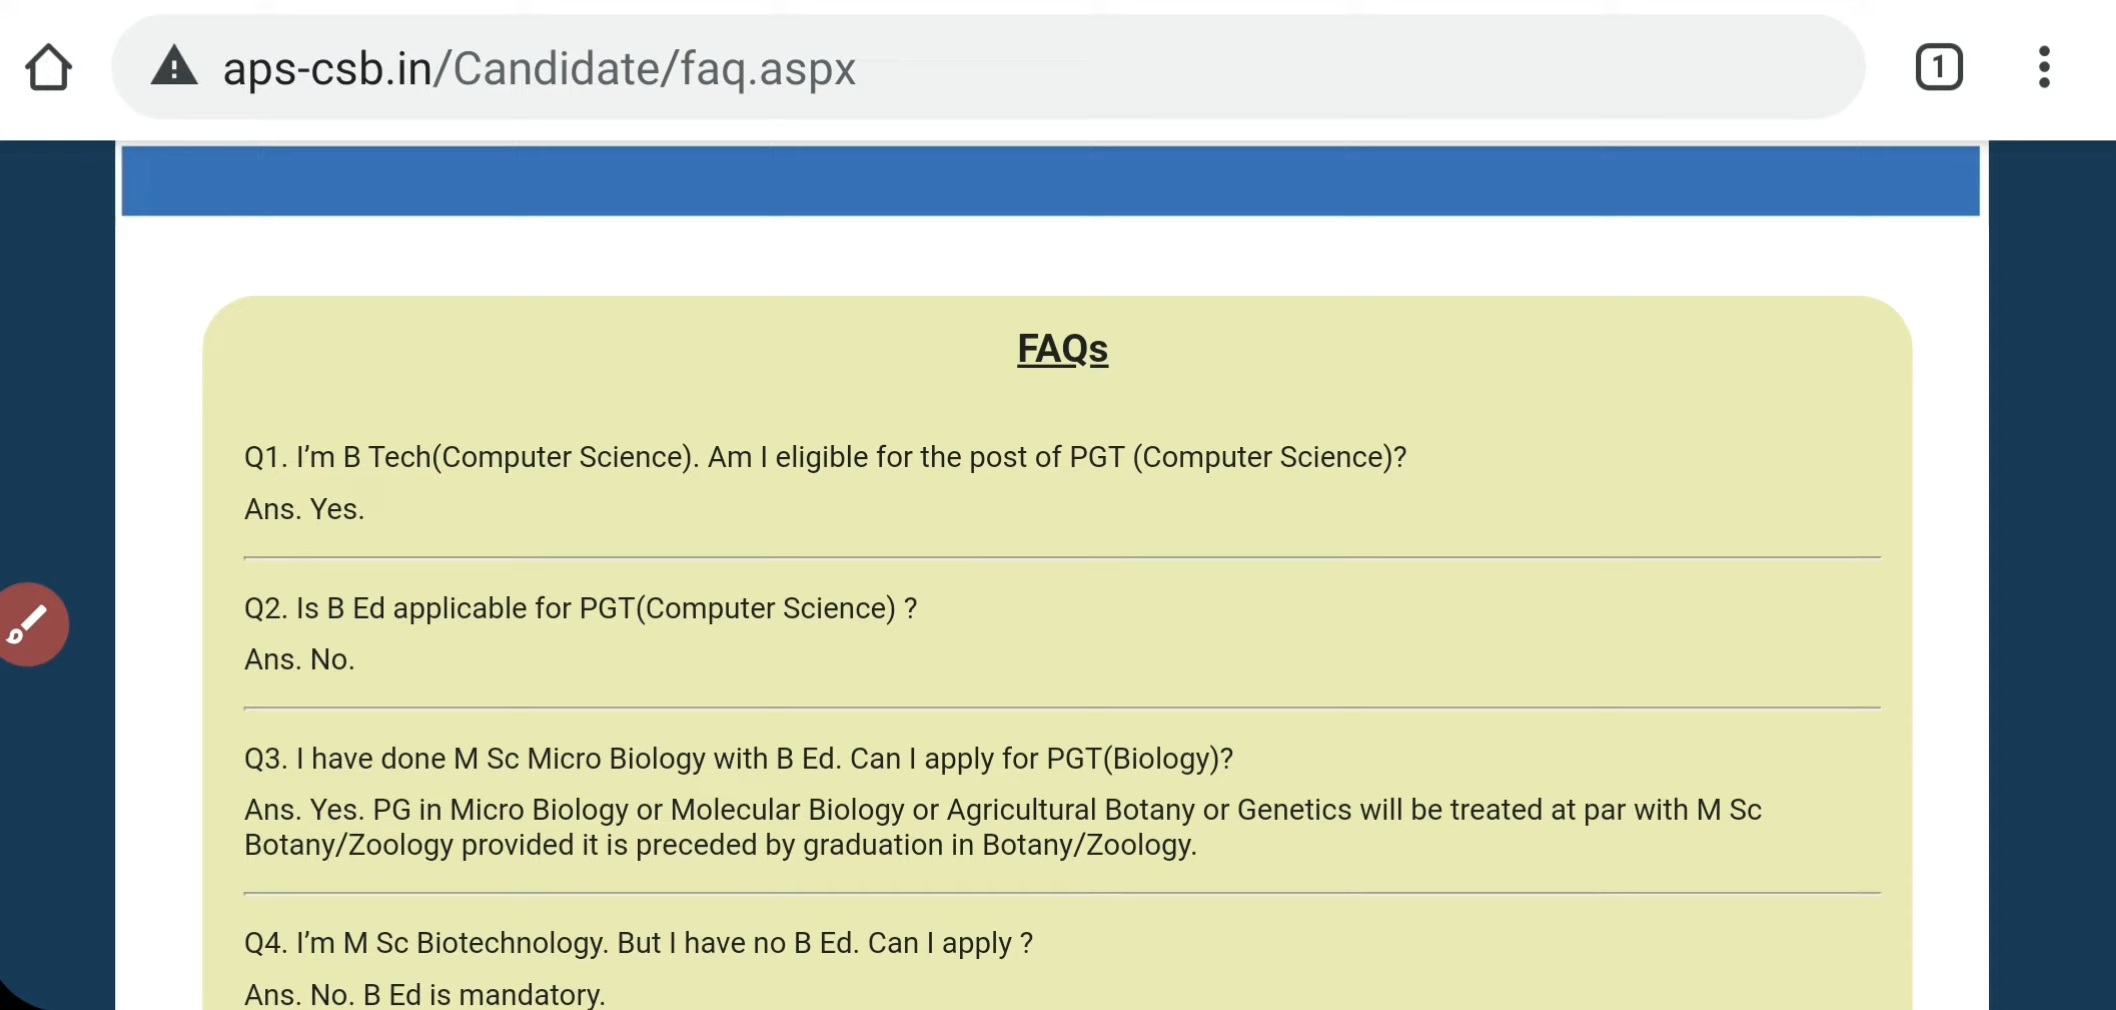 aps-csb.in/Candidate/faq.aspx
1
FAQs
Q1. I’m B Tech(Computer Science). Am I eligible for the post of PGT (Computer Science)?
Ans. Yes.
Q2. Is B Ed applicable for PGT(Computer Science) ?
Ans. No.
Q3. I have done M Sc Micro Biology with B Ed. Can I apply for PGT(Biology)?
Ans. Yes. PG in Micro Biology or Molecular Biology or Agricultural Botany or Genetics will be treated at par with M Sc
Botany/Zoology provided it is preceded by graduation in Botany/Zoology.
Q4. I’m M Sc Biotechnology. But I have no B Ed. Can I apply ?
Ans. No. B Ed is mandatory.